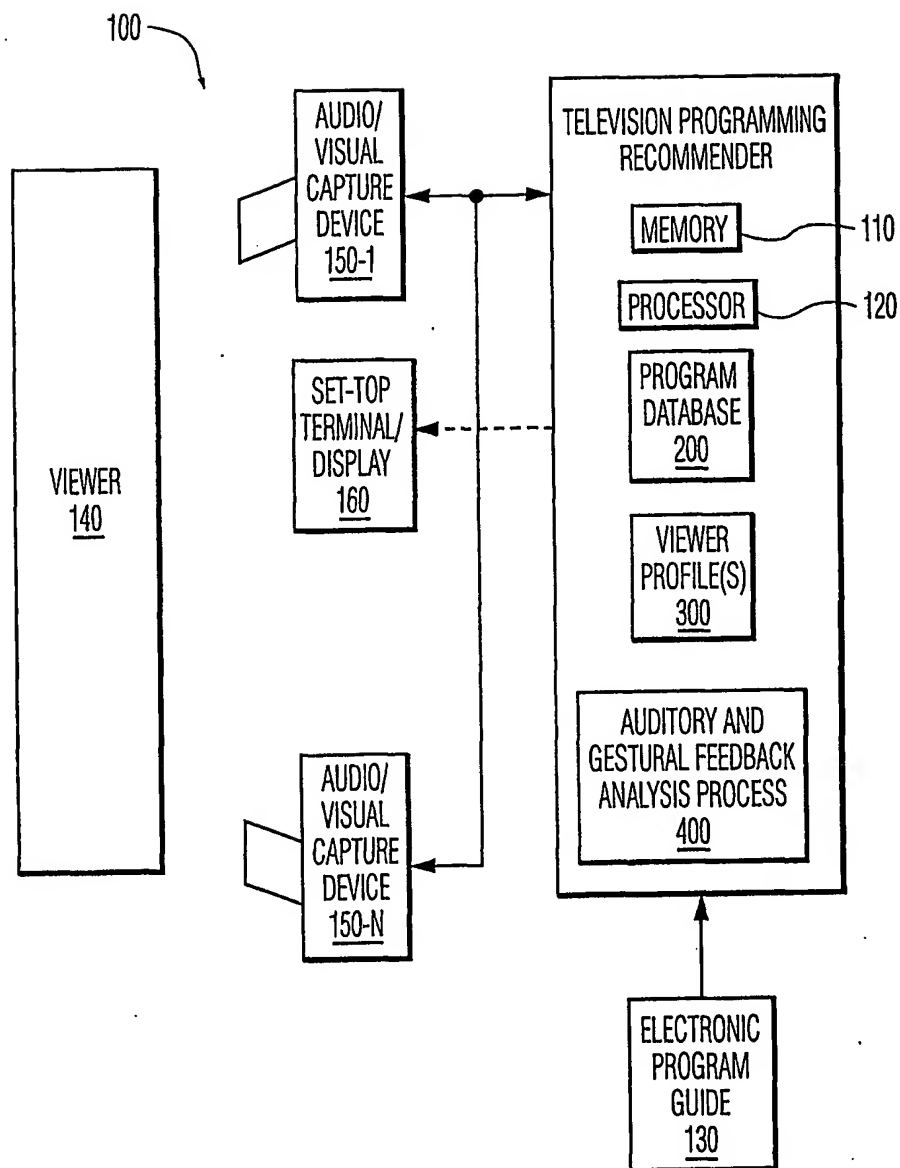 100
AUDIO/
VISUAL
CAPTURE
DEVICE
150-1
TELEVISION PROGRAMMING
RECOMMENDER
MEMORY
110
PROCESSOR
120
PROGRAM
DATABASE
200
SET-TOP
TERMINAL/
DISPLAY
160
VIEWER
140
VIEWER
PROFILE(S)
300
AUDITORY AND
GESTURAL FEEDBACK
ANALYSIS PROCESS
400
AUDIO/
VISUAL
CAPTURE
DEVICE
150-N
ELECTRONIC
PROGRAM
GUIDE
130